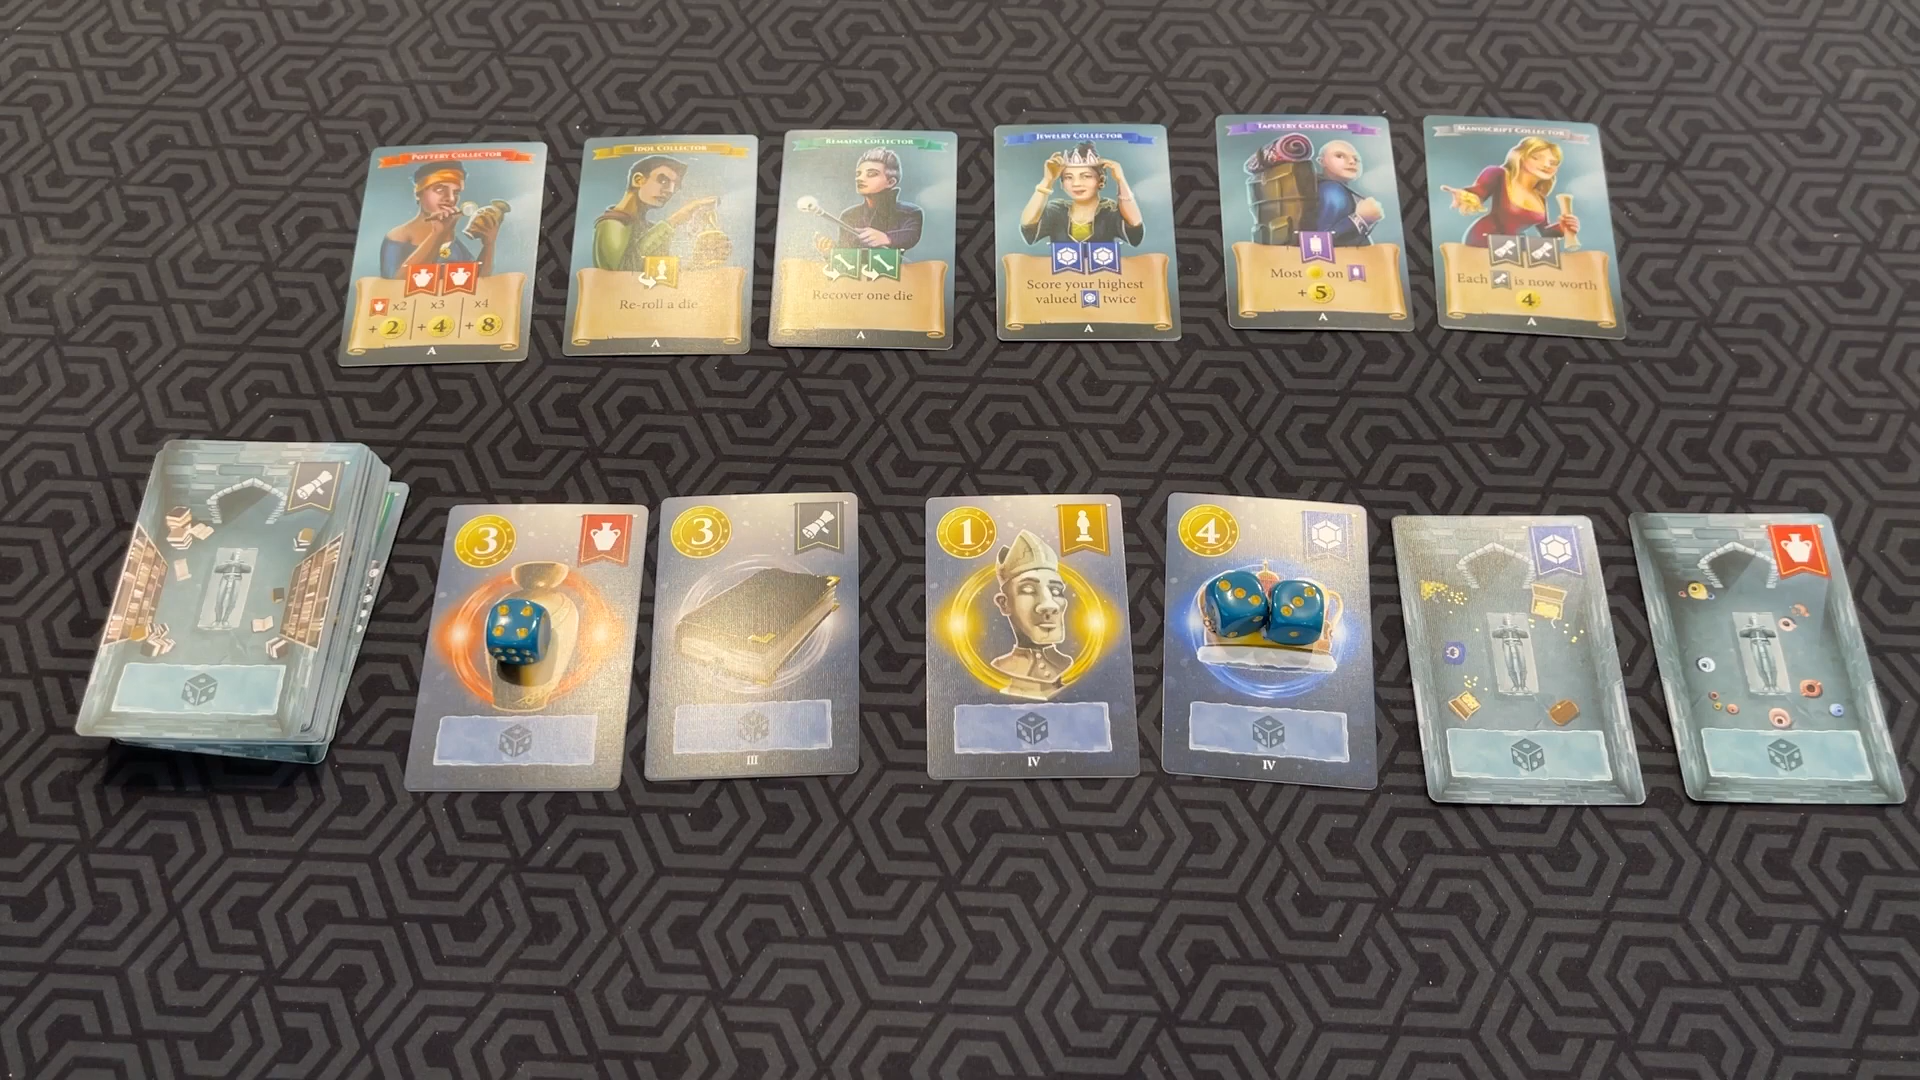 POTTERY COLLECTOR
x2 x3 x4
+2 +4 +8
A
IDOL COLLECTOR
Re-roll a die
A
REMAINS COLLECTOR
Recover one die
A
JEWELRY COLLECTOR
Score your highest
valued twice
A
TAPESTRY COLLECTOR
Most on
+5
A
MANUSCRIPT COLLECTOR
Each is now worth
4
A
3
3
III
1
IV
4
IV